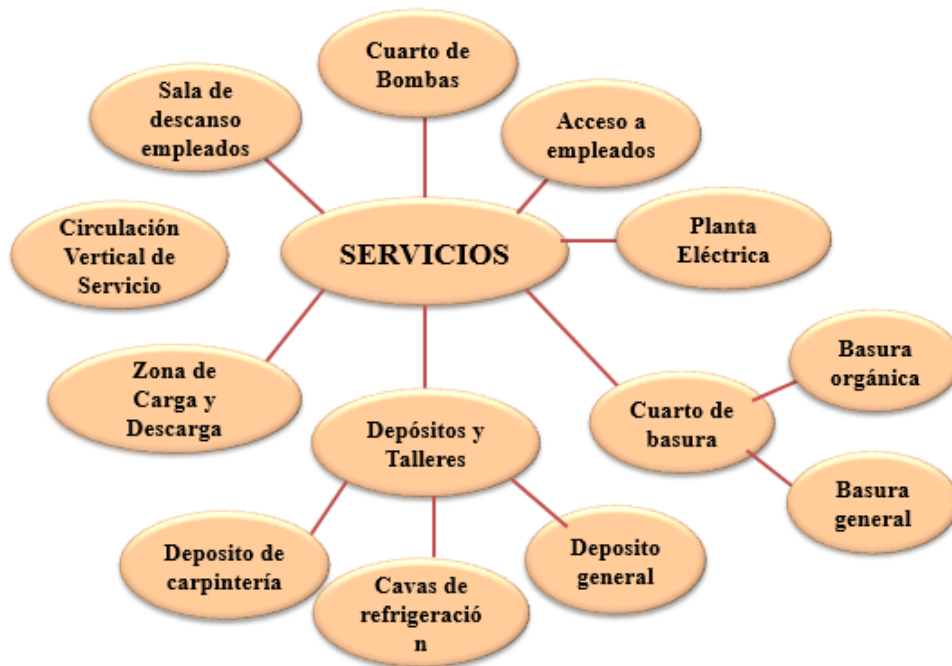 Cuarto de
Bombas
Sala de
descanso
empleados
Acceso a
empleados
Circulación
Vertical de
Servicio
SERVICIOS
Planta
Eléctrica
Zona de
Carga y
Descarga
Depósitos y
Talleres
Cuarto de
basura
Basura
orgánica
Basura
general
Deposito de
carpintería
Cavas de
refrigeració
n
Deposito
general